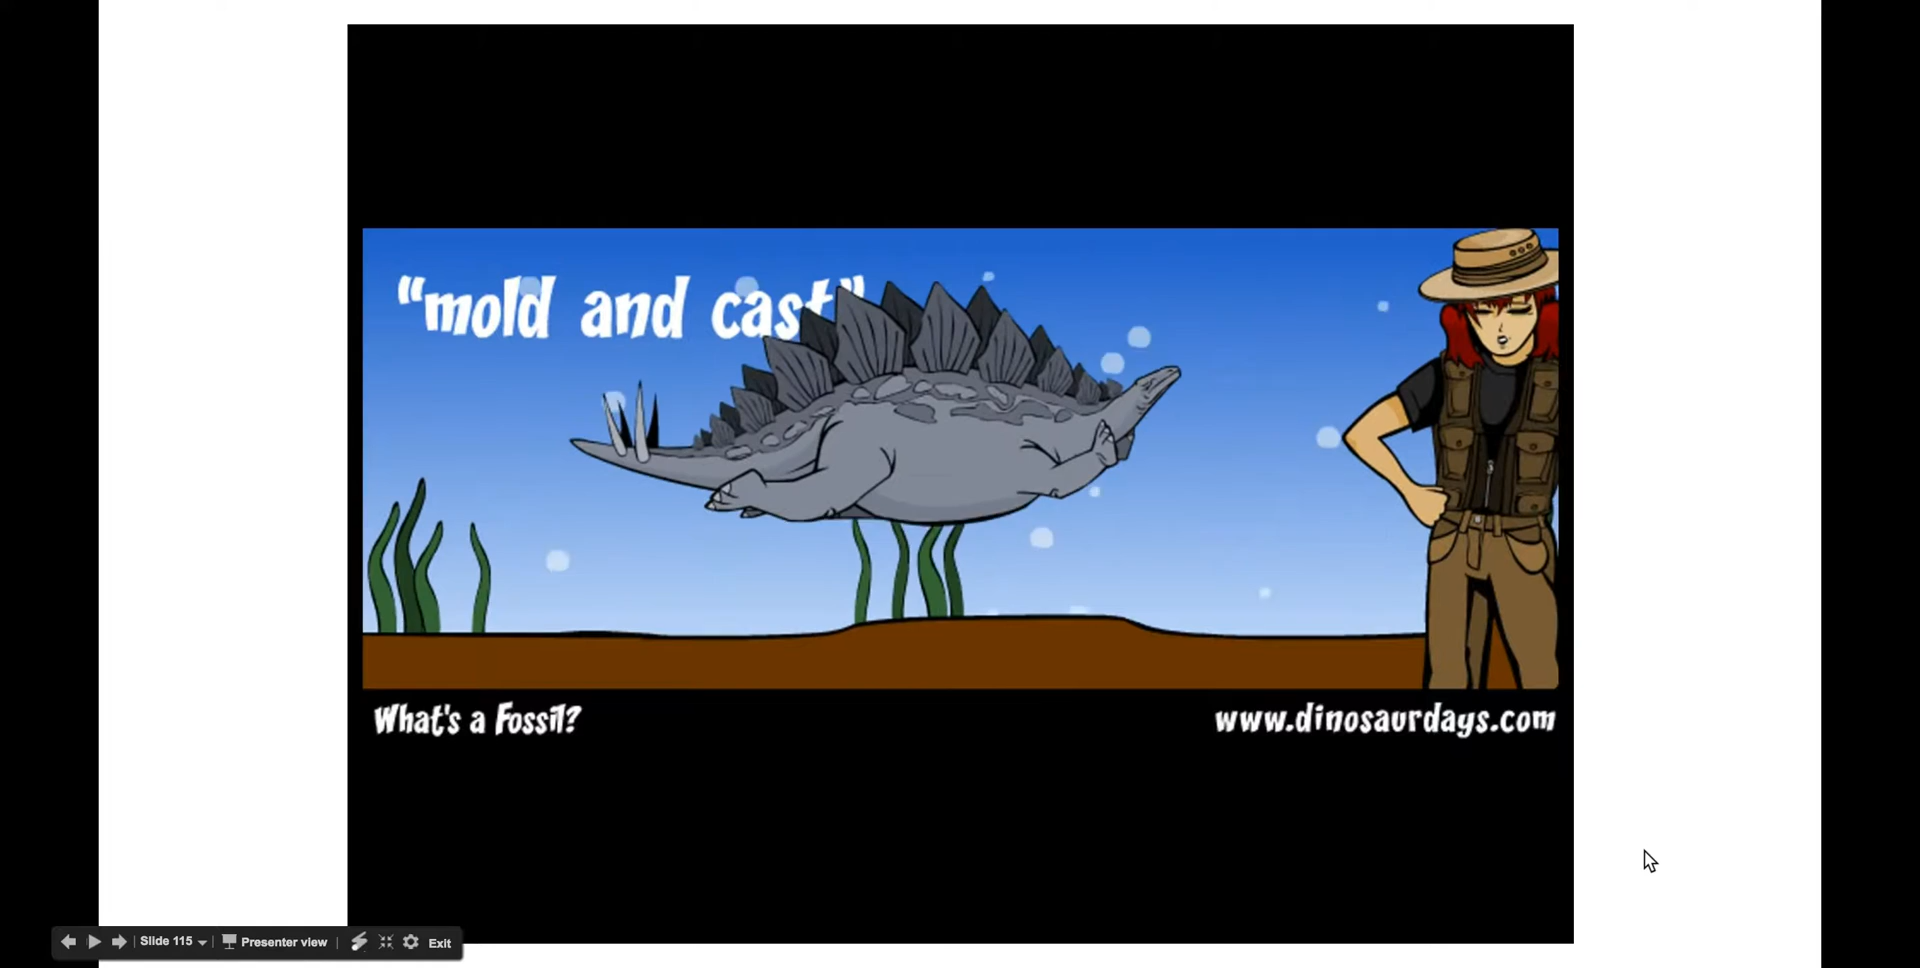 “mold and cast”
What's a Fossil?
www.dinosaurdays.com
Slide 115
Presenter view
Exit